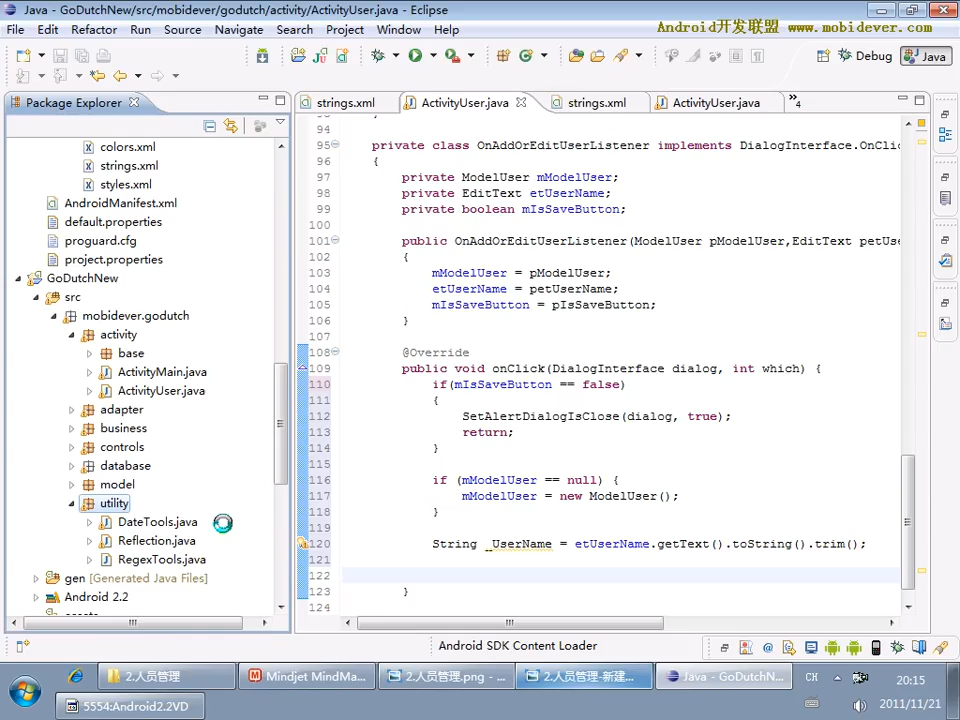 Java - GoDutchNew/src/mobidever/godutch/activity/ActivityUser.java - Eclipse
File Edit Refactor Run Source Navigate Search Project Window Help
Android开发联盟 www.mobidever.com
Debug Java
Package Explorer
strings.xml ActivityUser.java strings.xml ActivityUser.java »4
colors.xml
strings.xml
styles.xml
AndroidManifest.xml
default.properties
proguard.cfg
project.properties
GoDutchNew
src
mobidever.godutch
activity
base
ActivityMain.java
ActivityUser.java
adapter
business
controls
database
model
utility
DateTools.java
Reflection.java
RegexTools.java
gen [Generated Java Files]
Android 2.2
94
95 private class OnAddOrEditUserListener implements DialogInterface.OnClic
96 {
97 private ModelUser mModelUser;
98 private EditText etUserName;
99 private boolean mIsSaveButton;
100
101 public OnAddOrEditUserListener(ModelUser pModelUser,EditText petUse
102 {
103 mModelUser = pModelUser;
104 etUserName = petUserName;
105 mIsSaveButton = pIsSaveButton;
106 }
107
108 @Override
109 public void onClick(DialogInterface dialog, int which) {
110 if(mIsSaveButton == false)
111 {
112 SetAlertDialogIsClose(dialog, true);
113 return;
114 }
115
116 if (mModelUser == null) {
117 mModelUser = new ModelUser();
118 }
119
120 String _UserName = etUserName.getText().toString().trim();
121
122
123 }
124
Android SDK Content Loader
2.人员管理 Mindjet MindMa... 2.人员管理.png - ... 2.人员管理-新建... Java - GoDutchN...
CH 20:15
5554:Android2.2VD
2011/11/21